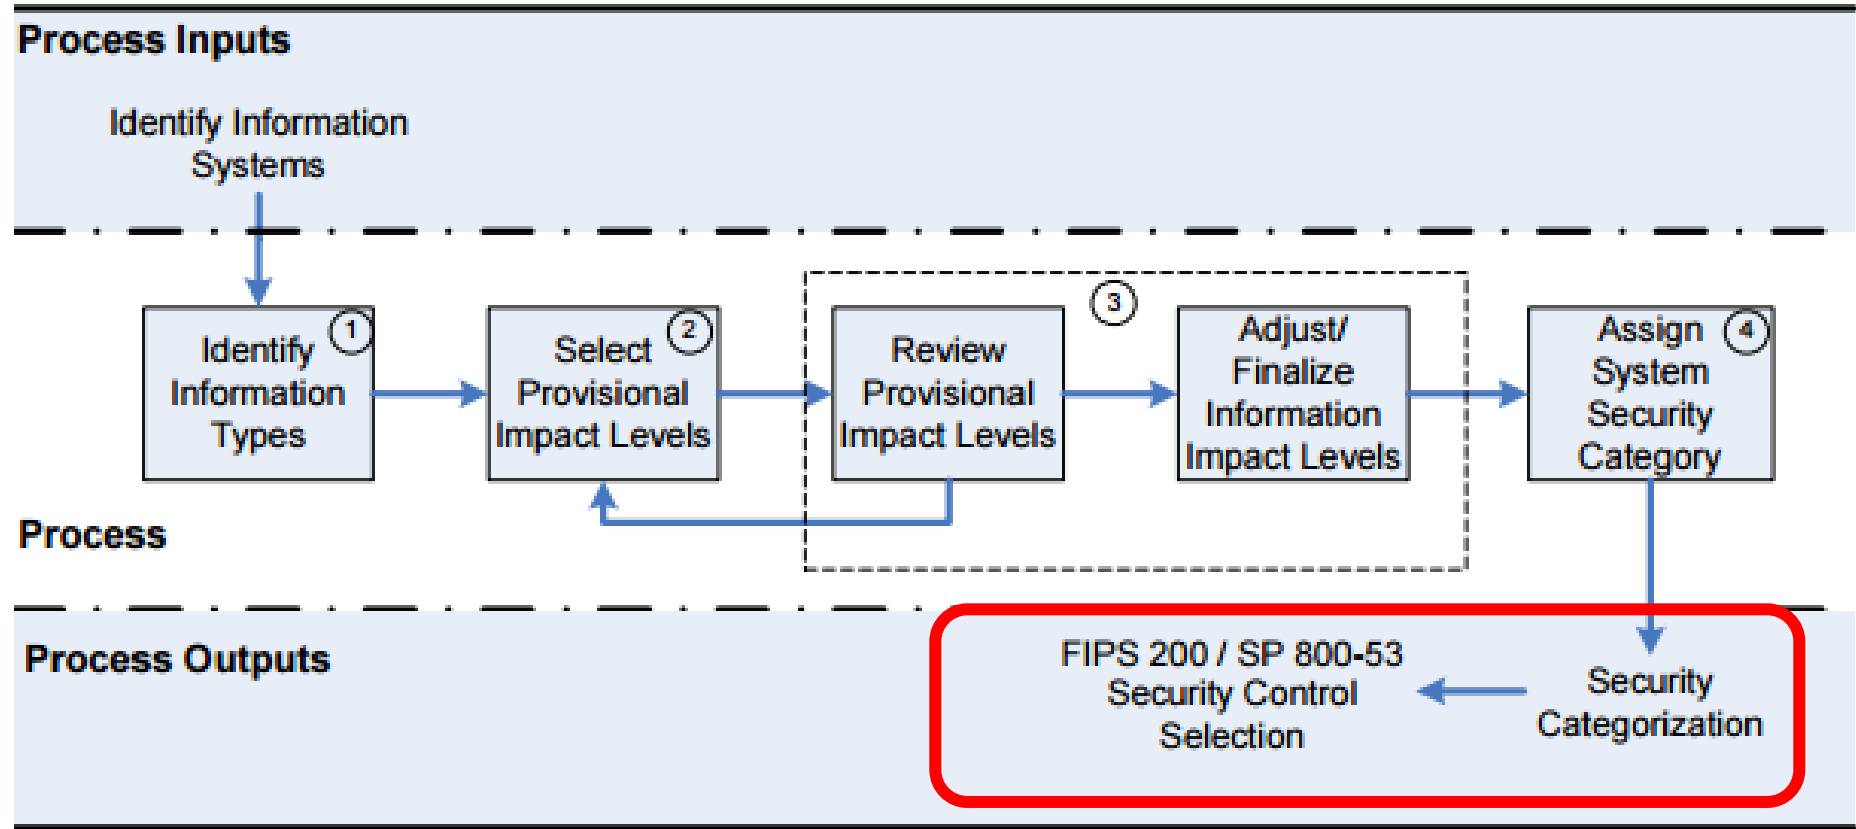 Process Inputs
Identify Information
Systems
1
Identify
Information
Types
2
Select
Provisional
Impact Levels
3
Review
Provisional
Impact Levels
Adjust/
Finalize
Information
Impact Levels
4
Assign
System
Security
Category
Process
Process Outputs
FIPS 200 / SP 800-53
Security Control
Selection
Security
Categorization